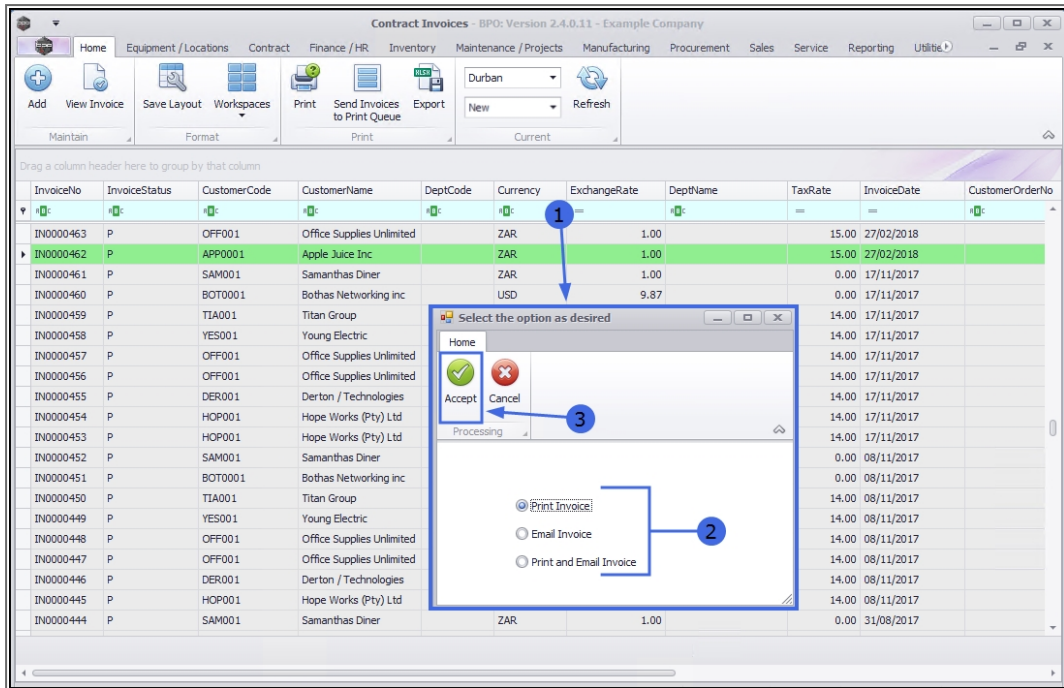 Contract Invoices - BPO: Version 2.4.0.11 - Example Company
Home Equipment / Locations Contract Finance / HR Inventory Maintenance / Projects Manufacturing Procurement Sales Service Reporting Utilitie
Add View Invoice Save Layout Workspaces Print Send Invoices to Print Queue Export Durban New Refresh
Maintain Format Print Current
Drag a column header here to group by that column
InvoiceNo InvoiceStatus CustomerCode CustomerName DeptCode Currency ExchangeRate DeptName TaxRate InvoiceDate CustomerOrderNo
IN0000463 P OFF001 Office Supplies Unlimited ZAR 1.00 15.00 27/02/2018
IN0000462 P APP0001 Apple Juice Inc ZAR 1.00 15.00 27/02/2018
IN0000461 P SAM001 Samanthas Diner ZAR 1.00 0.00 17/11/2017
IN0000460 P BOT0001 Bothas Networking inc USD 9.87 0.00 17/11/2017
IN0000459 P TIA001 Titan Group 14.00 17/11/2017
IN0000458 P YES001 Young Electric 14.00 17/11/2017
IN0000457 P OFF001 Office Supplies Unlimited 14.00 17/11/2017
IN0000456 P OFF001 Office Supplies Unlimited 14.00 17/11/2017
IN0000455 P DER001 Derton / Technologies 14.00 17/11/2017
IN0000454 P HOP001 Hope Works (Pty) Ltd 14.00 17/11/2017
IN0000453 P HOP001 Hope Works (Pty) Ltd 14.00 17/11/2017
IN0000452 P SAM001 Samanthas Diner 0.00 08/11/2017
IN0000451 P BOT0001 Bothas Networking inc 0.00 08/11/2017
IN0000450 P TIA001 Titan Group 14.00 08/11/2017
IN0000449 P YES001 Young Electric 14.00 08/11/2017
IN0000448 P OFF001 Office Supplies Unlimited 14.00 08/11/2017
IN0000447 P OFF001 Office Supplies Unlimited 14.00 08/11/2017
IN0000446 P DER001 Derton / Technologies 14.00 08/11/2017
IN0000445 P HOP001 Hope Works (Pty) Ltd 14.00 08/11/2017
IN0000444 P SAM001 Samanthas Diner ZAR 1.00 0.00 31/08/2017
1
Select the option as desired
Home
Accept Cancel
3
Processing
Print Invoice
Email Invoice
2
Print and Email Invoice